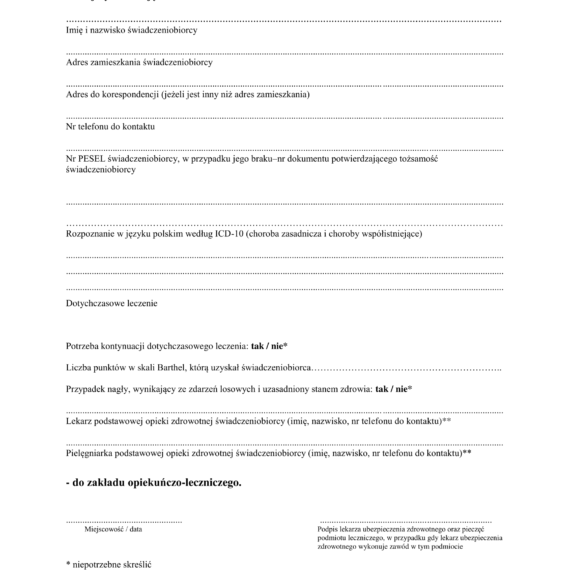 Imię i nazwisko świadczeniobiorcy
Adres zamieszkania świadczeniobiorcy
Adres do korespondencji (jeżeli jest inny niż adres zamieszkania)
Nr telefonu do kontaktu
Nr PESEL świadczeniobiorcy, w przypadku jego braku–nr dokumentu potwierdzającego tożsamość
świadczeniobiorcy
Rozpoznanie w języku polskim według ICD-10 (choroba zasadnicza i choroby współistniejące)
Dotychczasowe leczenie
Potrzeba kontynuacji dotychczasowego leczenia: tak / nie*
Liczba punktów w skali Barthel, którą uzyskał świadczeniobiorca……………………………………………………..
Przypadek nagły, wynikający ze zdarzeń losowych i uzasadniony stanem zdrowia: tak / nie*
Lekarz podstawowej opieki zdrowotnej świadczeniobiorcy (imię, nazwisko, nr telefonu do kontaktu)**
Pielęgniarka podstawowej opieki zdrowotnej świadczeniobiorcy (imię, nazwisko, nr telefonu do kontaktu)**
- do zakładu opiekuńczo-leczniczego.
Miejscowość / data
Podpis lekarza ubezpieczenia zdrowotnego oraz pieczęć
podmiotu leczniczego, w przypadku gdy lekarz ubezpieczenia
zdrowotnego wykonuje zawód w tym podmiocie
* niepotrzebne skreślić